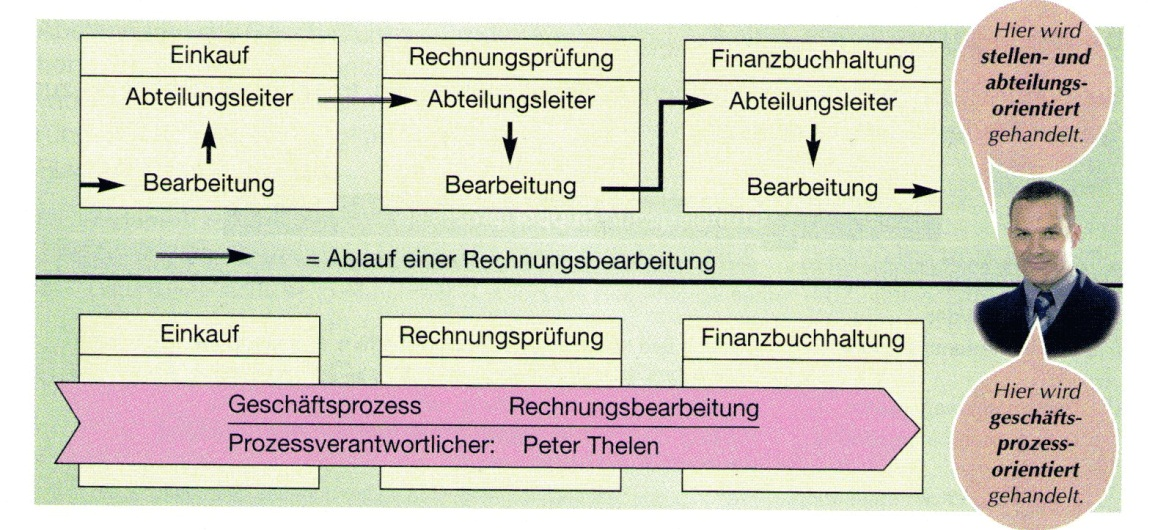 Einkauf
Rechnungsprüfung
Finanzbuchhaltung
Abteilungsleiter
Abteilungsleiter
Abteilungsleiter
Bearbeitung
Bearbeitung
Bearbeitung
= Ablauf einer Rechnungsbearbeitung
Hier wird
stellen- und
abteilungs-
orientiert
gehandelt.
Einkauf
Rechnungsprüfung
Finanzbuchhaltung
Geschäftsprozess Rechnungsbearbeitung
Prozessverantwortlicher: Peter Thelen
Hier wird
geschäfts-
prozess-
orientiert
gehandelt.